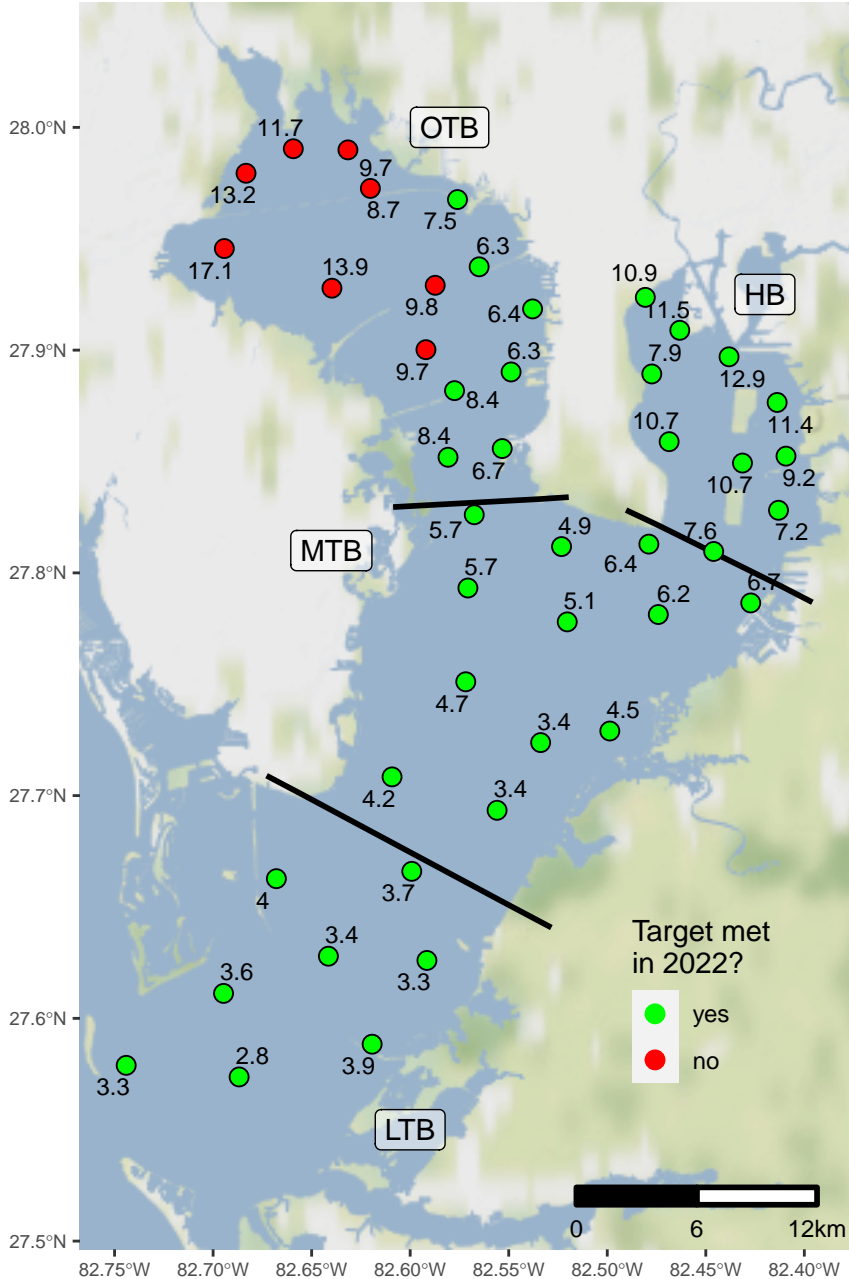 28.0°N
11.7
OTB
9.7
13.2
8.7
7.5
6.3
17.1
13.9
9.8
10.9
HB
6.4
11.5
27.9°N
9.7
6.3
7.9
12.9
8.4
11.4
8.4
6.7
10.7
10.7
9.2
5.7
4.9
7.6
7.2
MTB
6.4
27.8°N
5.7
5.1
6.2
6.7
4.7
3.4
4.5
27.7°N
4.2
3.4
4
3.7
3.4
3.3
3.6
Target met
in 2022?
yes
no
27.6°N
3.3
2.8
3.9
LTB
0 6 12km
27.5°N
82.75°W 82.70°W 82.65°W 82.60°W 82.55°W 82.50°W 82.45°W 82.40°W